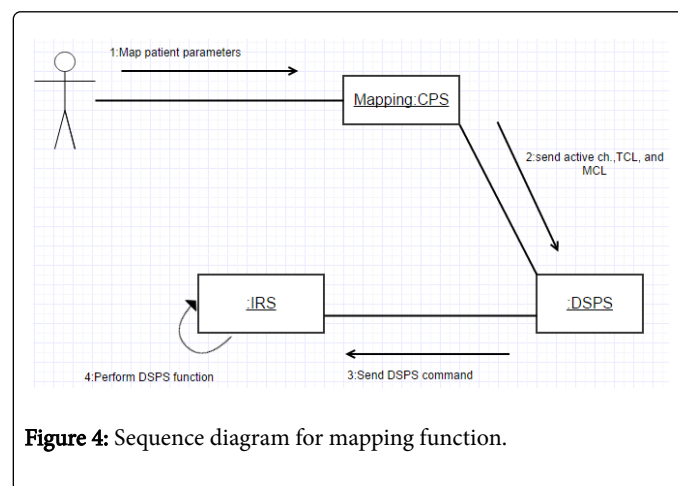 1:Map patient parameters
Mapping:CPS
2:send active ch.,TCL, and
MCL
:IRS
:DSPS
4:Perform DSPS function
3:Send DSPS command
Figure 4: Sequence diagram for mapping function.